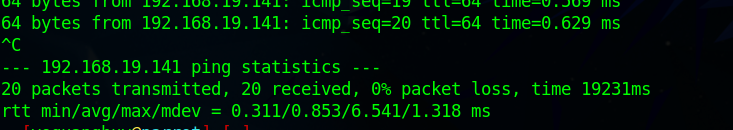 64 bytes from 192.168.19.141: icmp_seq=19 ttl=64 time=0.569 ms
64 bytes from 192.168.19.141: icmp_seq=20 ttl=64 time=0.629 ms
^C
--- 192.168.19.141 ping statistics ---
20 packets transmitted, 20 received, 0% packet loss, time 19231ms
rtt min/avg/max/mdev = 0.311/0.853/6.541/1.318 ms